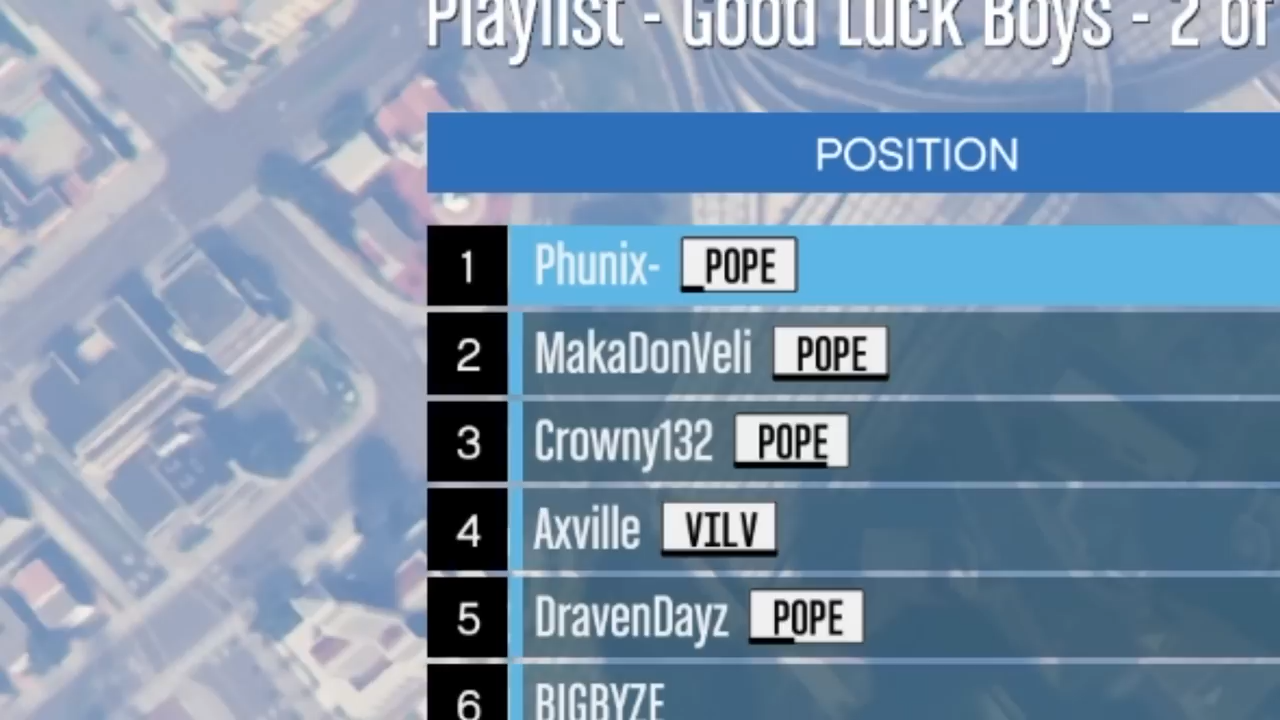 Playlist - Good Luck Boys - 2 of
POSITION
1 Phunix- POPE
2 MakaDonVeli POPE
3 Crowny132 POPE
4 Axville VILV
5 DravenDayz POPE
6 BIGBYZE